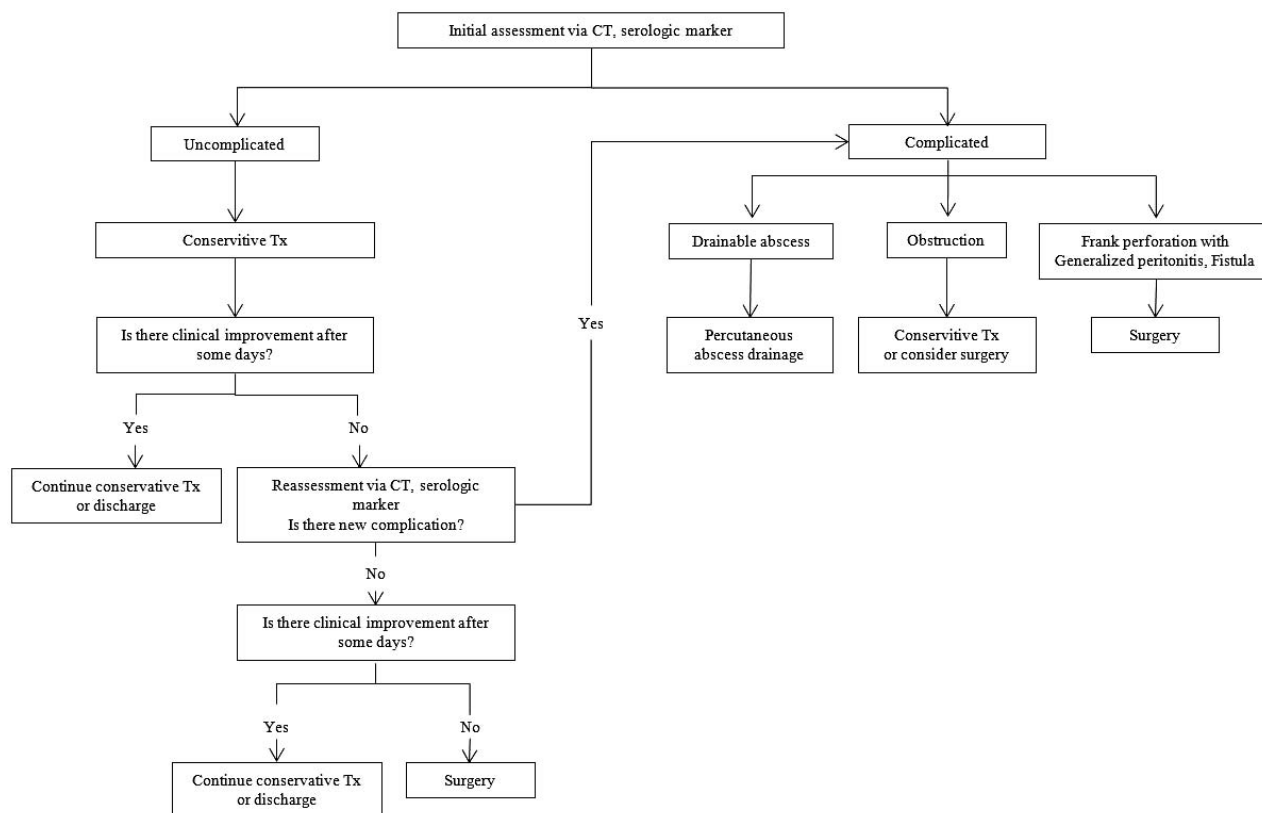 Initial assessment via CT, serologic marker
Uncomplicated
Complicated
Conservitive Tx
Drainable abscess
Obstruction
Frank perforation with
Generalized peritonitis, Fistula
Is there clinical improvement after
some days?
Yes
Percutaneous
abscess drainage
Conservitive Tx
or consider surgery
Surgery
Yes
No
Continue conservative Tx
or discharge
Reassessment via CT, serologic
marker
Is there new complication?
No
Is there clinical improvement after
some days?
Yes
No
Continue conservative Tx
or discharge
Surgery